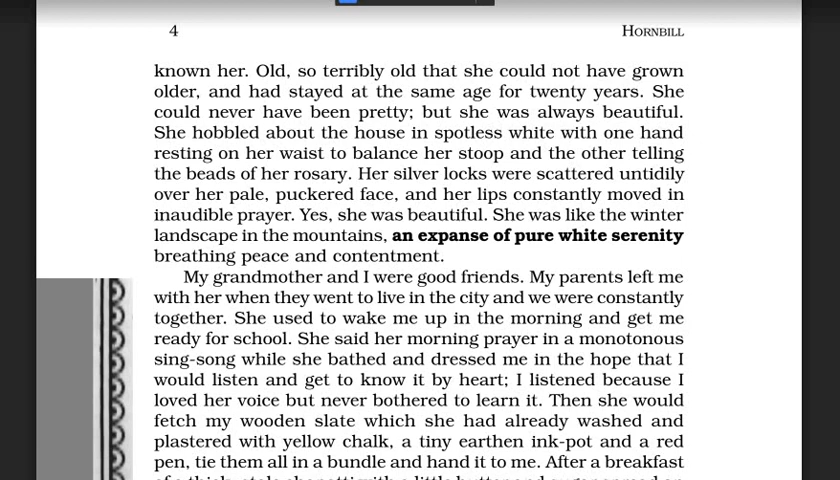 4 HORNBILL
known her. Old, so terribly old that she could not have grown
older, and had stayed at the same age for twenty years. She
could never have been pretty; but she was always beautiful.
She hobbled about the house in spotless white with one hand
resting on her waist to balance her stoop and the other telling
the beads of her rosary. Her silver locks were scattered untidily
over her pale, puckered face, and her lips constantly moved in
inaudible prayer. Yes, she was beautiful. She was like the winter
landscape in the mountains, an expanse of pure white serenity
breathing peace and contentment.
My grandmother and I were good friends. My parents left me
with her when they went to live in the city and we were constantly
together. She used to wake me up in the morning and get me
ready for school. She said her morning prayer in a monotonous
sing-song while she bathed and dressed me in the hope that I
would listen and get to know it by heart; I listened because I
loved her voice but never bothered to learn it. Then she would
fetch my wooden slate which she had already washed and
plastered with yellow chalk, a tiny earthen ink-pot and a red
pen, tie them all in a bundle and hand it to me. After a breakfast